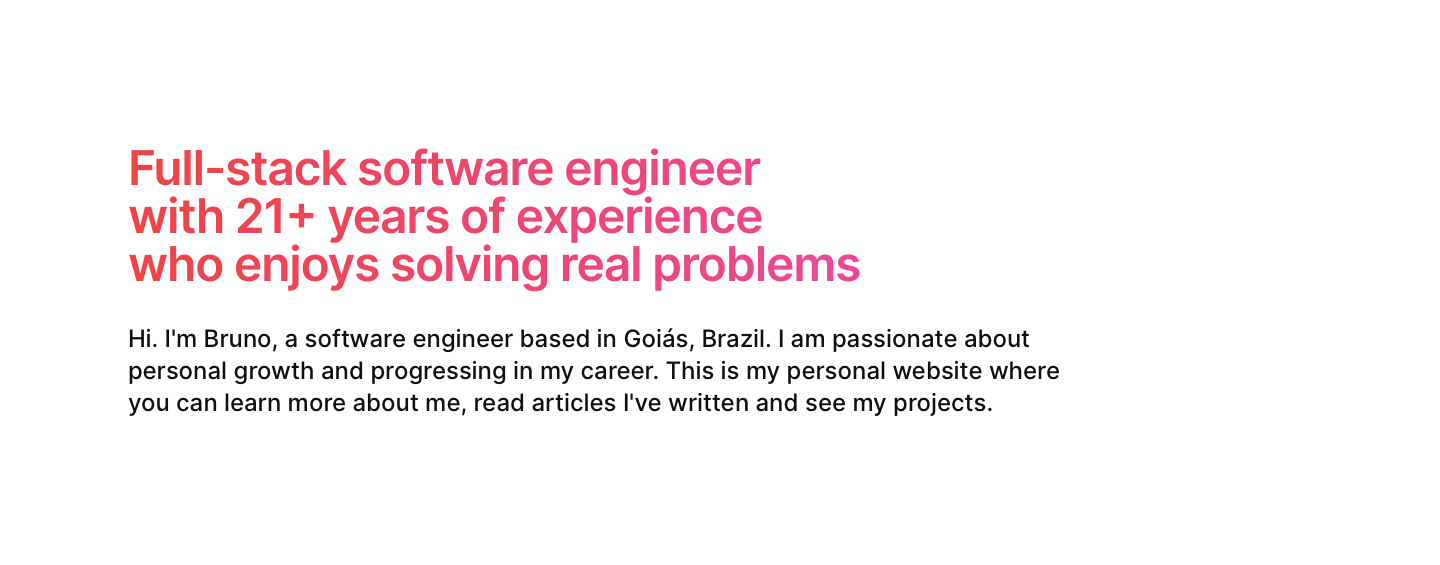 Full-stack software engineer
with 21+ years of experience
who enjoys solving real problems
Hi. I'm Bruno, a software engineer based in Goiás, Brazil. I am passionate about
personal growth and progressing in my career. This is my personal website where
you can learn more about me, read articles I've written and see my projects.